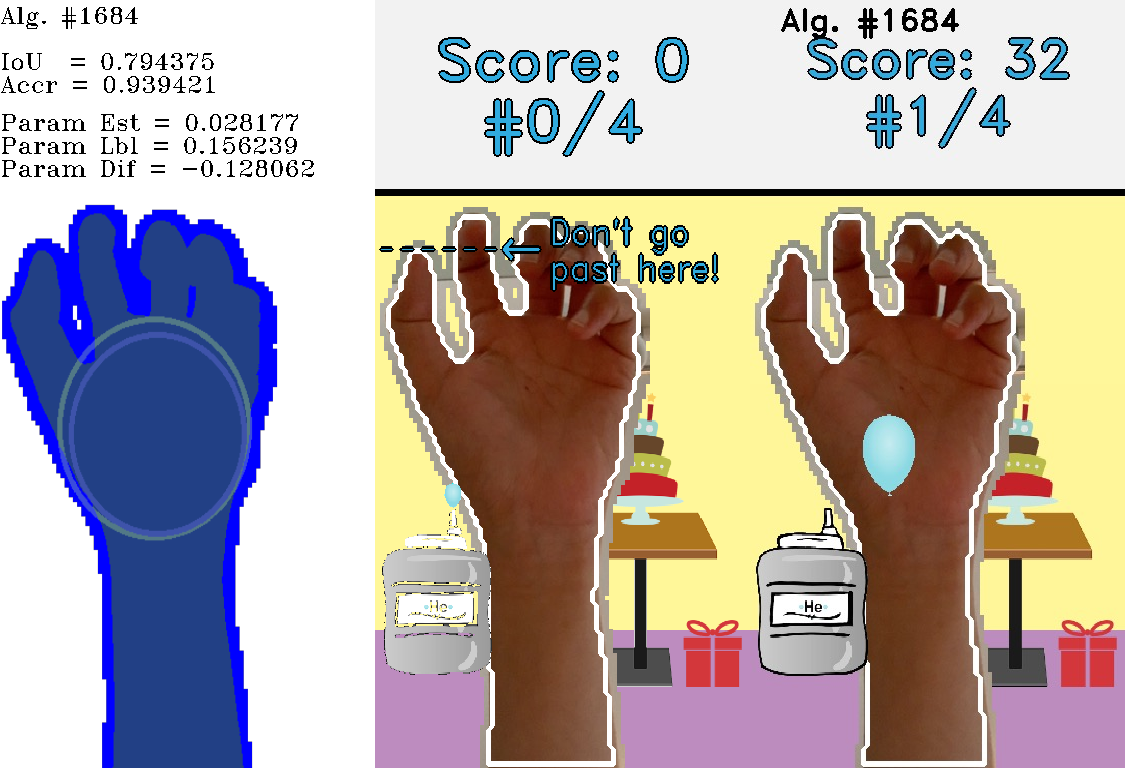 Alg. #1684
IoU = 0.794375
Accr = 0.939421
Param Est = 0.028177
Param Lbl = 0.156239
Param Dif = −0.128062
Score: 0
#0/4
Don't go
past here!
He
Alg. #1684
Score: 32
#1/4
He